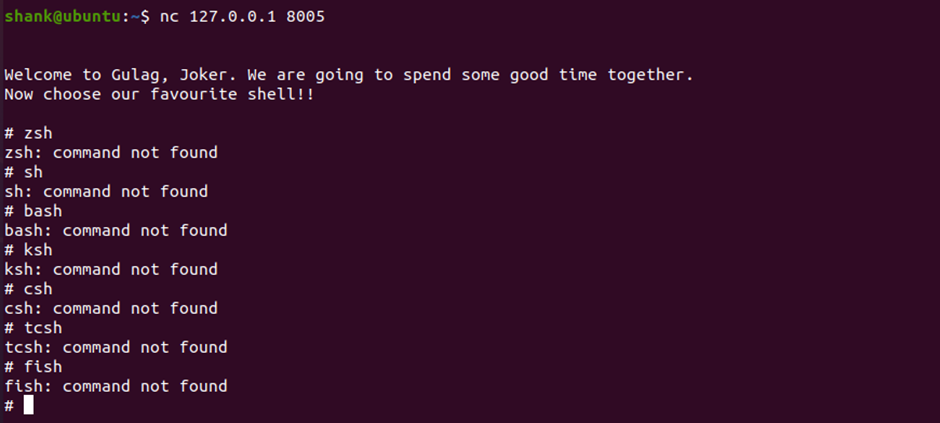 shank@ubuntu:~$ nc 127.0.0.1 8005
Welcome to Gulag, Joker. We are going to spend some good time together.
Now choose our favourite shell!!
# zsh
zsh: command not found
# sh
sh: command not found
# bash
bash: command not found
# ksh
ksh: command not found
# csh
csh: command not found
# tcsh
tcsh: command not found
# fish
fish: command not found
#